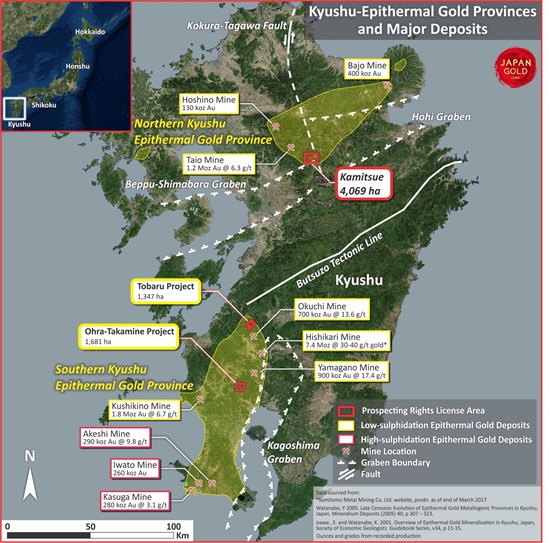 Kyushu-Epithermal Gold Provinces
and Major Deposits
JAPAN
GOLD
CORP.
Hokkaido
Honshu
Shikoku
Kyushu
Kokura-Tagawa Fault
Bajo Mine
400 koz Au
Hoshino Mine
130 koz Au
Northern Kyushu
Epithermal Gold Province
Hohi Graben
Taio Mine
1.2 Moz Au @ 6.3 g/t
Kamitsue
4,069 ha
Beppu-Shimabara Graben
Butsuzo Tectonic Line
Kyushu
Tobaru Project
1,347 ha
Okuchi Mine
700 koz Au @ 13.6 g/t
Ohra-Takamine Project
1,681 ha
Hishikari Mine
7.4 Moz @ 30-40 g/t gold*
Southern Kyushu
Epithermal Gold Province
Yamagano Mine
900 koz Au @ 17.4 g/t
Kushikino Mine
1.8 Moz Au @ 6.7 g/t
Akeshi Mine
290 koz Au @ 9.8 g/t
Iwato Mine
260 koz Au
Kasuga Mine
280 koz Au @ 3.1 g/t
Kagoshima
Graben
Prospecting Rights License Area
Low-sulphidation Epithermal Gold Deposits
High-sulphidation Epithermal Gold Deposits
Mine Location
Graben Boundary
Fault
N
0 50 100
Km
Data sourced from:
*Sumitomo Metal Mining Co. Ltd. website, prodn. as of end of March 2017
Watanabe, Y 2005. Late Cenozoic Evolution of Epithermal Gold Metallogenic Provinces in Kyushu,
Japan, Mineralium Deposita (2005) 40, p 307 – 323.
Izawa , E. and Watanabe, K. 2001. Overview of Epithermal Gold Mineralisation in Kyushu, Japan,
Society of Economic Geologists Guidebook Series, v34, p 11-15.
Ounces and grades from recorded production